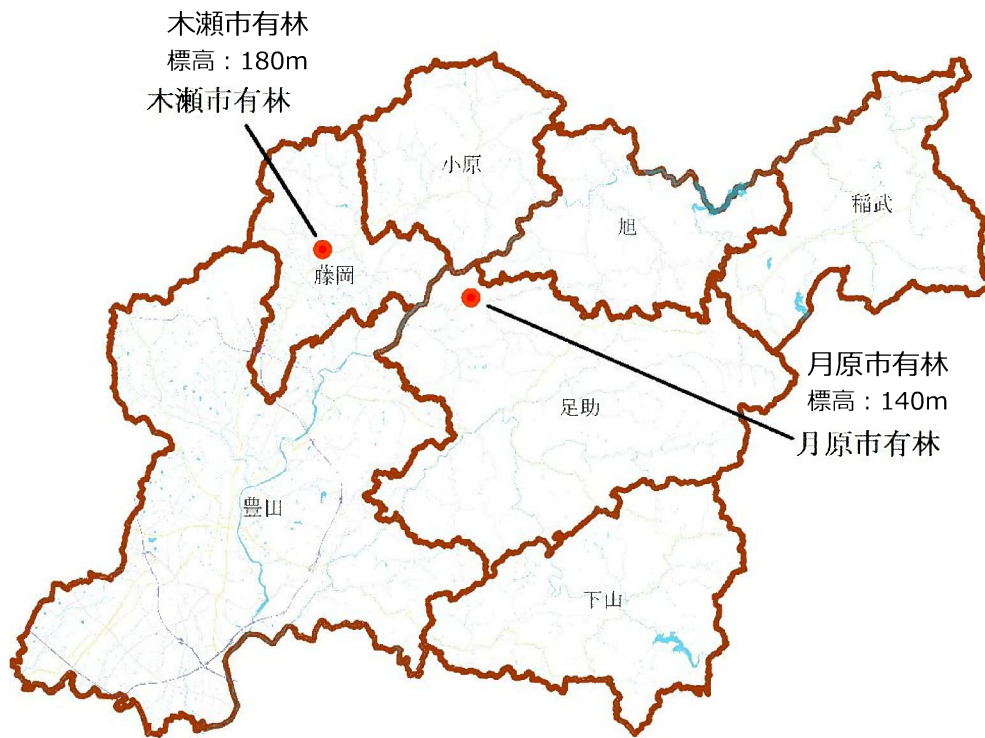 木瀬市有林
標高：180m
木瀬市有林
小原
旭
稲武
藤岡
月原市有林
標高：140m
月原市有林
足助
豊田
下山